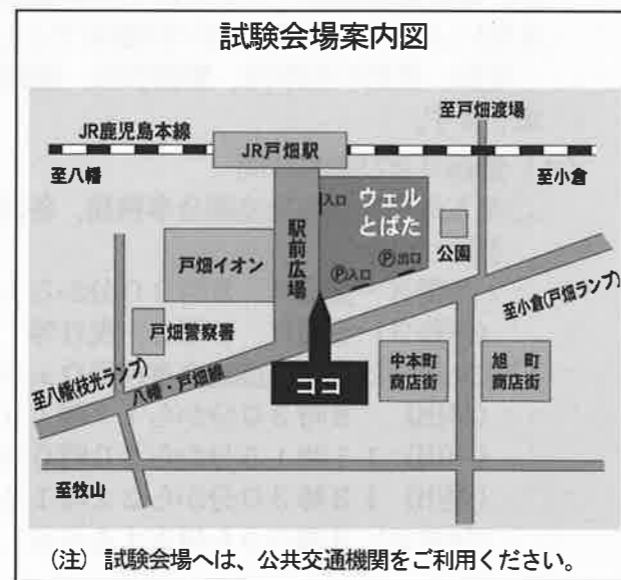 試験会場案内図
至戸畑渡場
JR鹿児島本線
JR戸畑駅
至八幡
至小倉
入口
ウェル
とばた
駅前広場
戸畑イオン
公園
Ⓟ出口
Ⓟ入口
戸畑警察署
至小倉(戸畑ランプ)
至八幡(枝光ランプ)
八幡・戸畑線
ココ
中本町
商店街
旭町
商店街
至牧山
(注) 試験会場へは、公共交通機関をご利用ください。